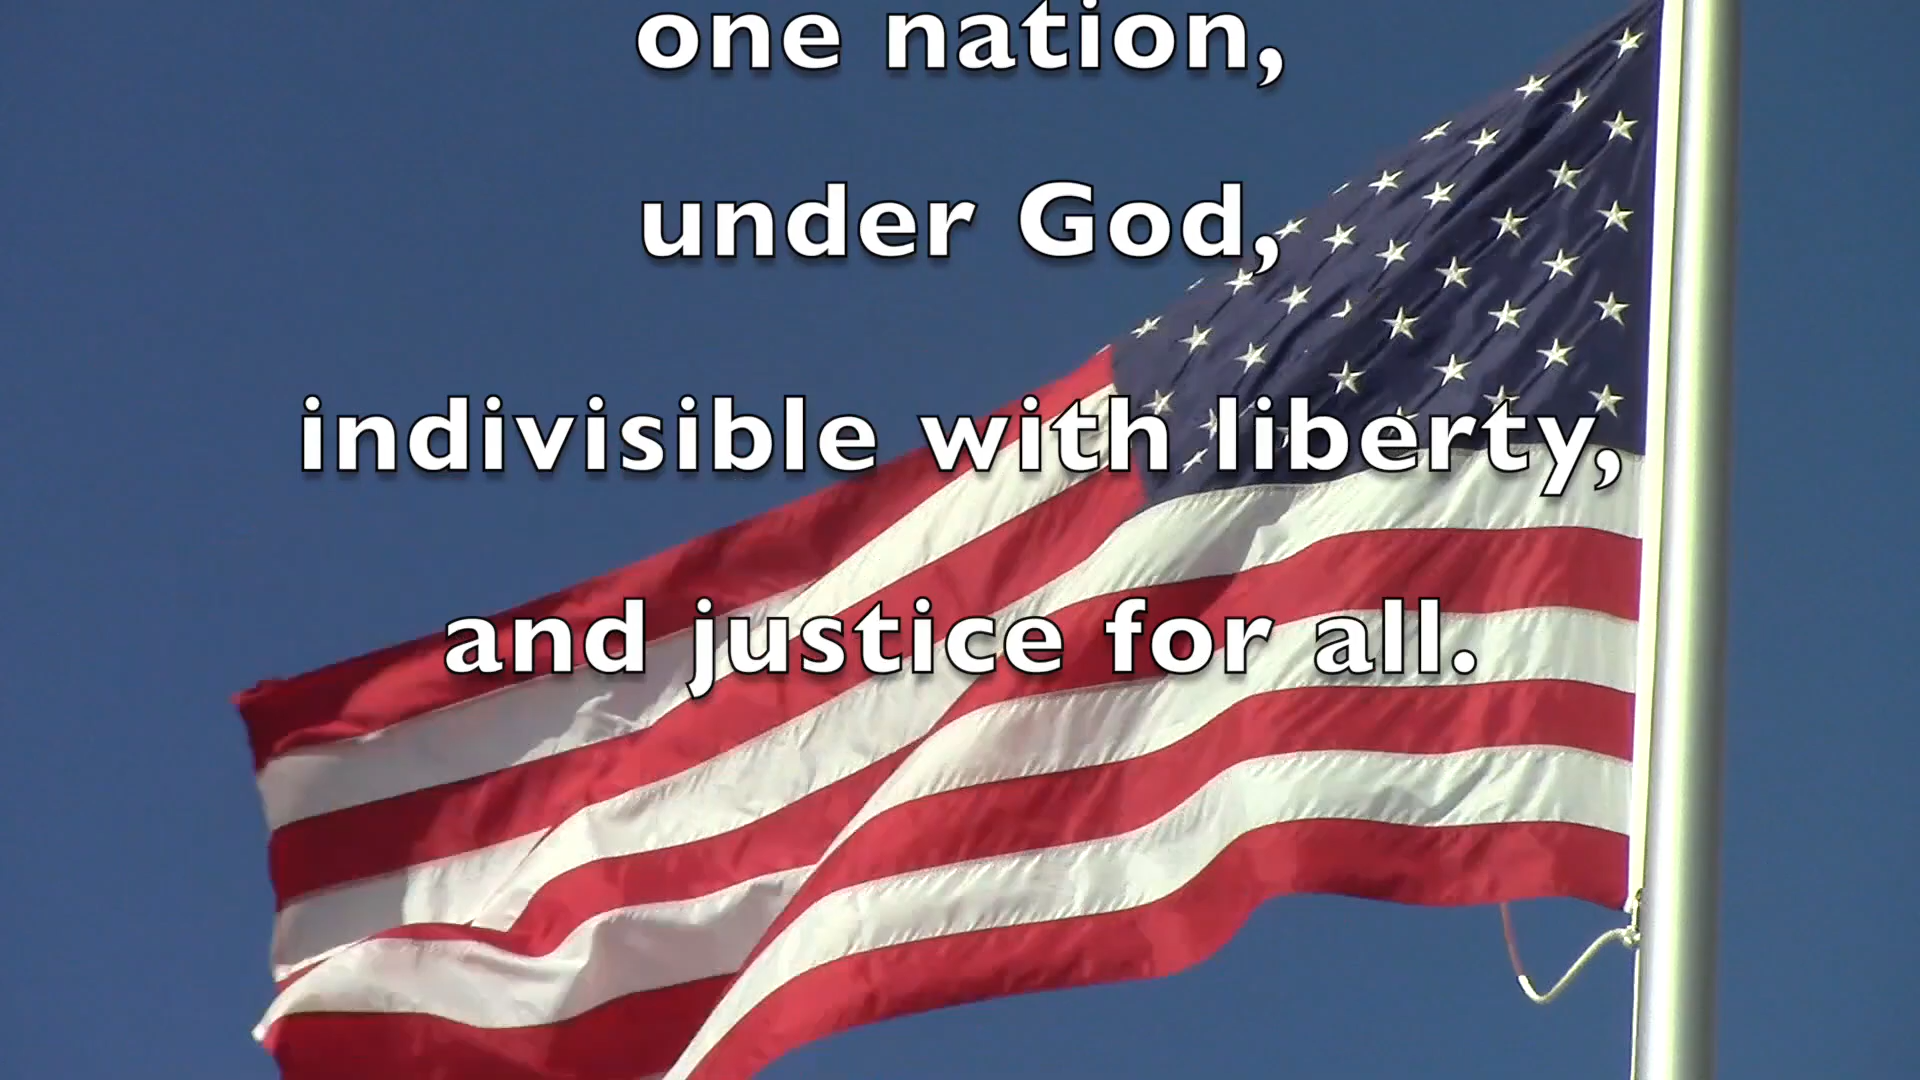 one nation,
under God,
indivisible with liberty,
and justice for all.